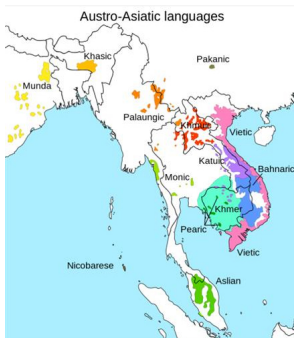 Austro-Asiatic languages
Khasic
Pakanic
Munda
Palaungic
Khmuic
Vietic
Katuic
Bahnaric
Monic
Khmer
Pearic
Vietic
Nicobarese
Aslian